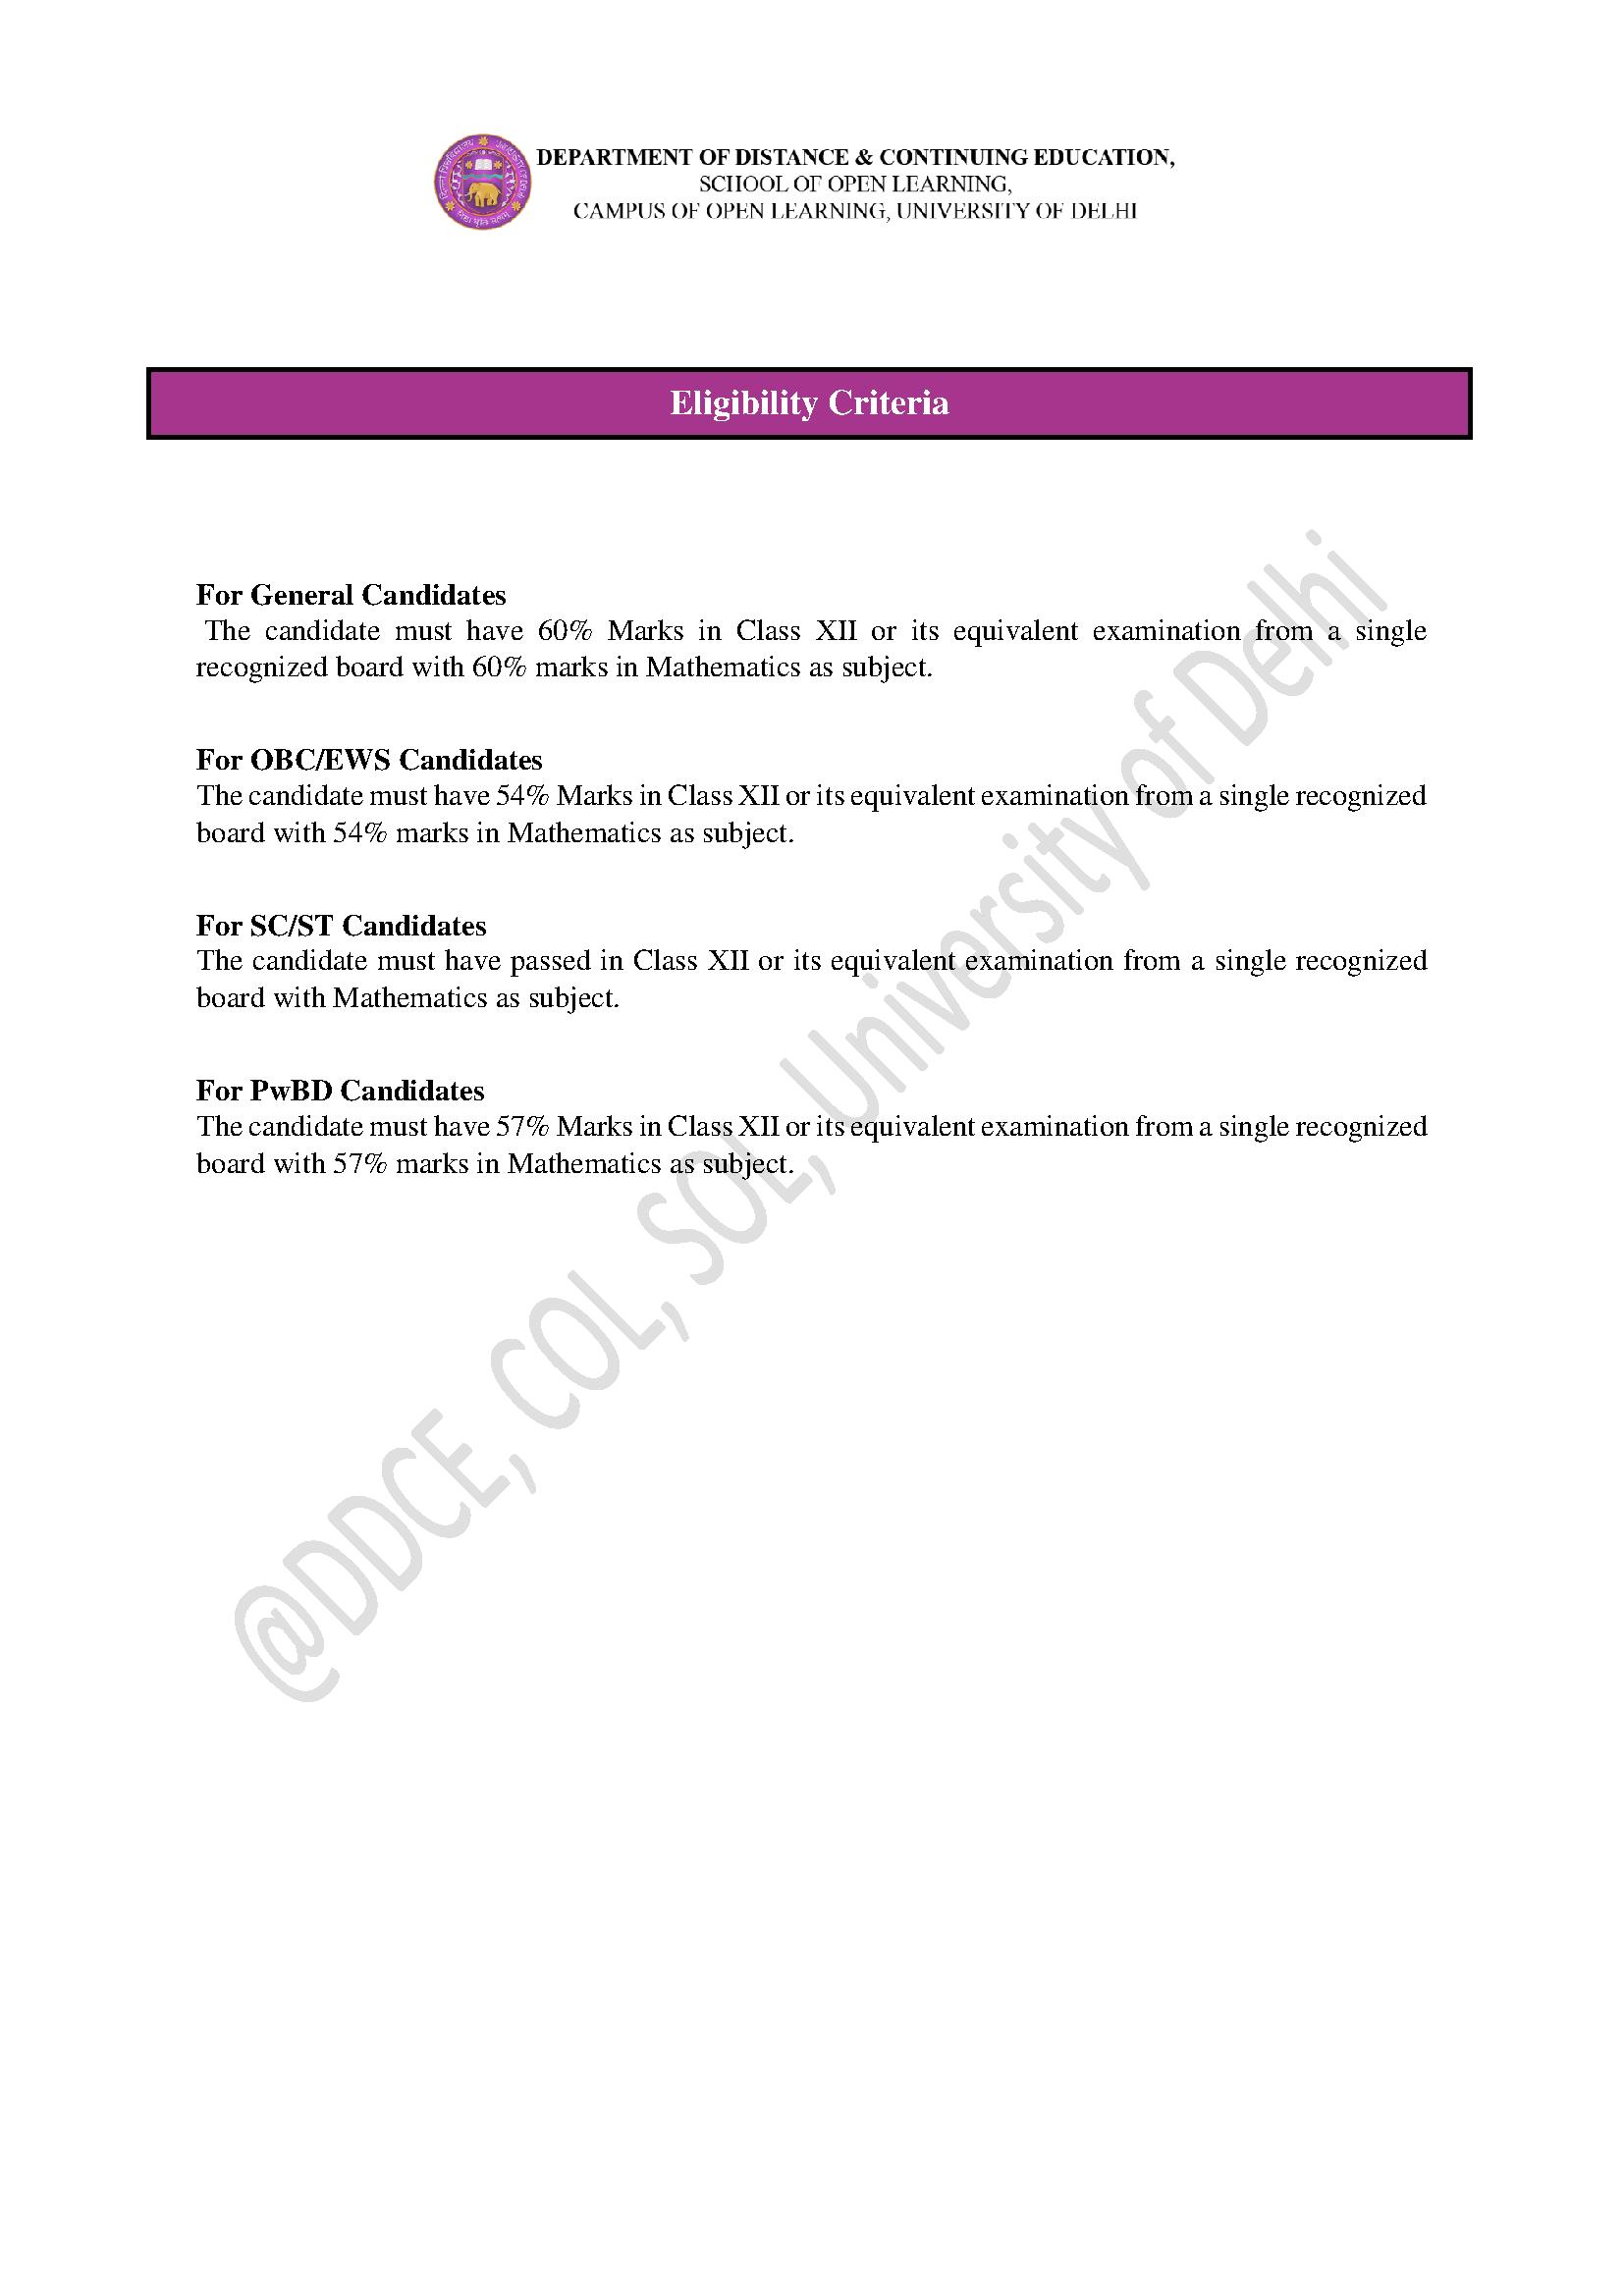 DEPARTMENT OF DISTANCE & CONTINUING EDUCATION,
SCHOOL OF OPEN LEARNING,
CAMPUS OF OPEN LEARNING, UNIVERSITY OF DELHI
Eligibility Criteria
For General Candidates
The candidate must have 60% Marks in Class XII or its equivalent examination from a single
recognized board with 60% marks in Mathematics as subject.
For OBC/EWS Candidates
The candidate must have 54% Marks in Class XII or its equivalent examination from a single recognized
board with 54% marks in Mathematics as subject.
For SC/ST Candidates
The candidate must have passed in Class XII or its equivalent examination from a single recognized
board with Mathematics as subject.
For PwBD Candidates
The candidate must have 57% Marks in Class XII or its equivalent examination from a single recognized
board with 57% marks in Mathematics as subject.
@DDCE, COL, SOL, University of Delhi